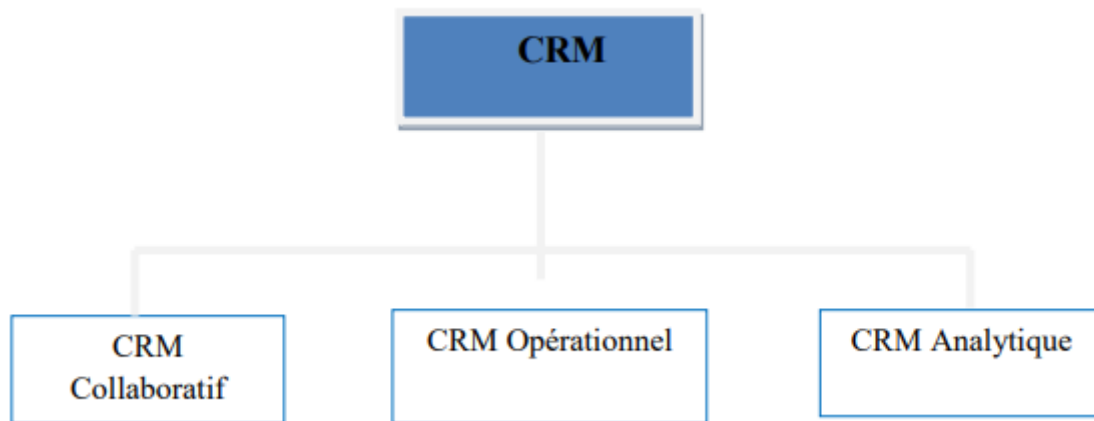 CRM
CRM
Collaboratif
CRM Opérationnel
CRM Analytique